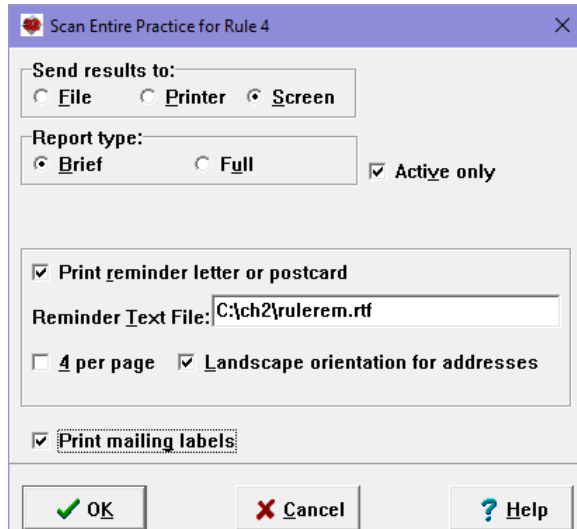 Scan Entire Practice for Rule 4
Send results to:
File Printer Screen
Report type:
Brief Full Active only
Print reminder letter or postcard
Reminder Text File: C:\ch2\rulerem.rtf
4 per page Landscape orientation for addresses
Print mailing labels
OK Cancel Help